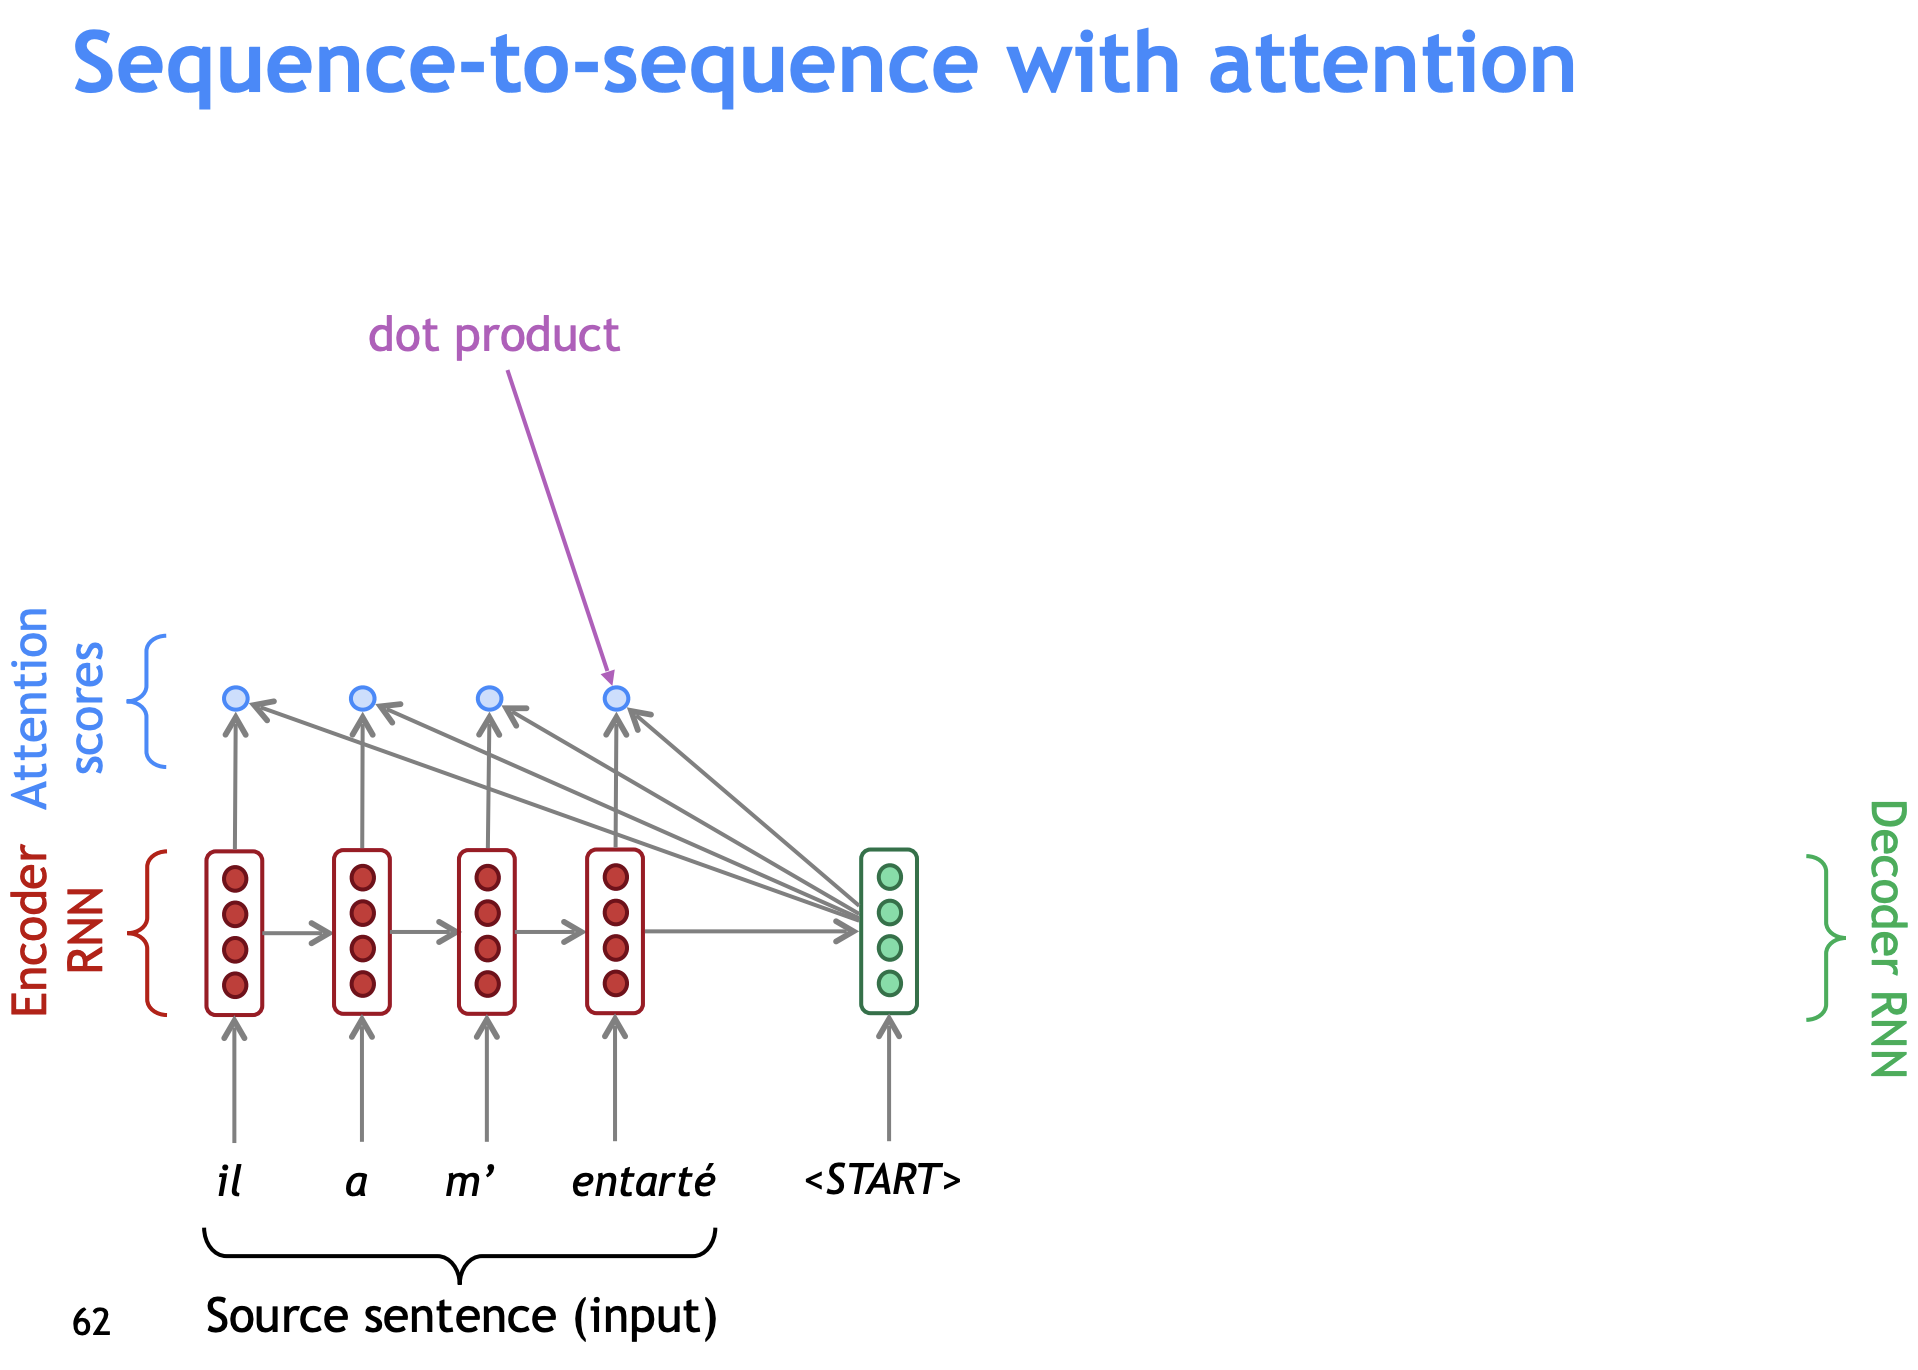 Sequence-to-sequence with attention
dot product
Attention
scores
Encoder
RNN
Decoder RNN
il a m’ entarté <START>
Source sentence (input)
62